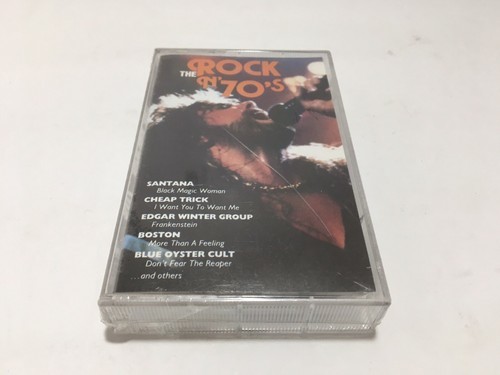 THE ROCK
N' 70's
SANTANA
Black Magic Woman
CHEAP TRICK
I Want You To Want Me
EDGAR WINTER GROUP
Frankenstein
BOSTON
More Than A Feeling
BLUE OYSTER CULT
Don't Fear The Reaper
...and others